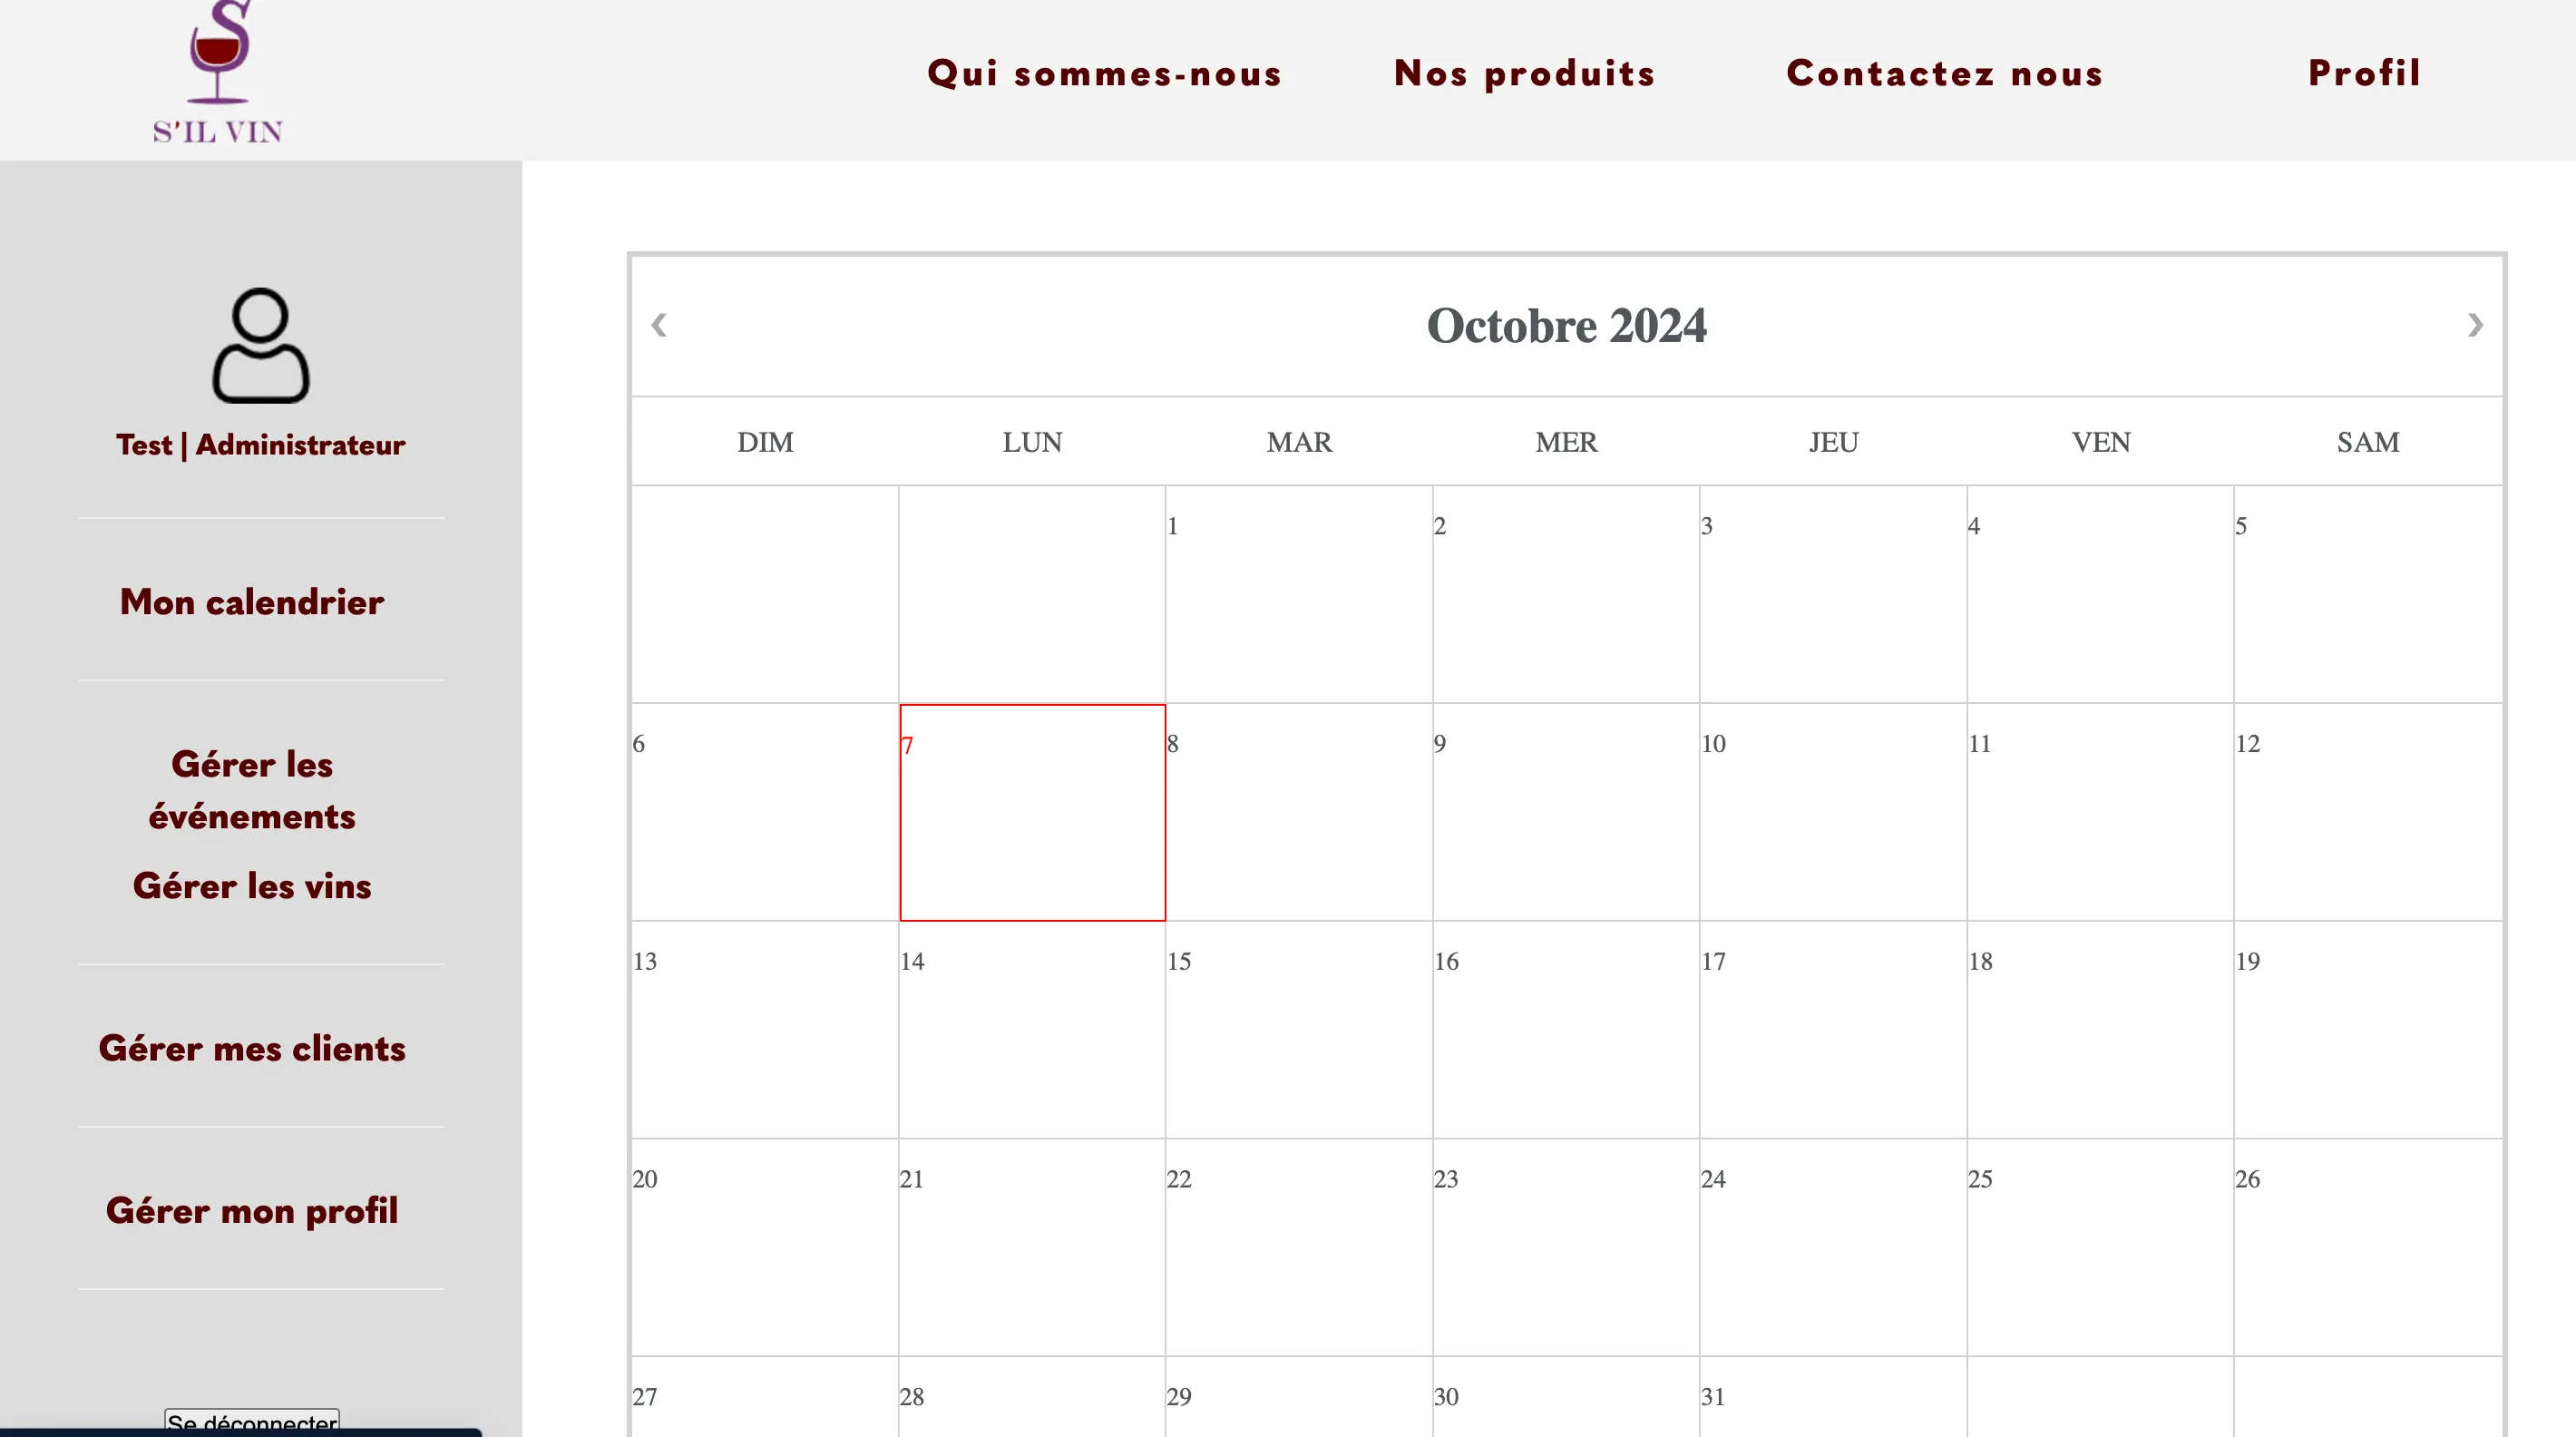 S'IL VIN
Qui sommes-nous
Nos produits
Contactez nous
Profil
Test | Administrateur
Mon calendrier
Gérer les
événements
Gérer les vins
Gérer mes clients
Gérer mon profil
Se déconnecter
‹ Octobre 2024 ›
DIM LUN MAR MER JEU VEN SAM
1 2 3 4 5
6 7 8 9 10 11 12
13 14 15 16 17 18 19
20 21 22 23 24 25 26
27 28 29 30 31